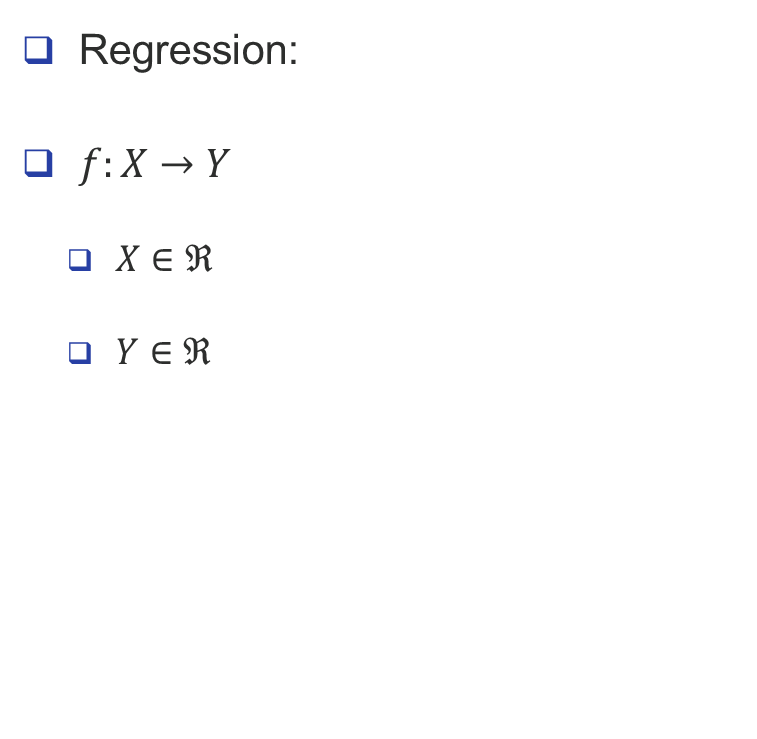 ❑ Regression:
❑ f: X → Y
❑ X ∈ ℜ
❑ Y ∈ ℜ